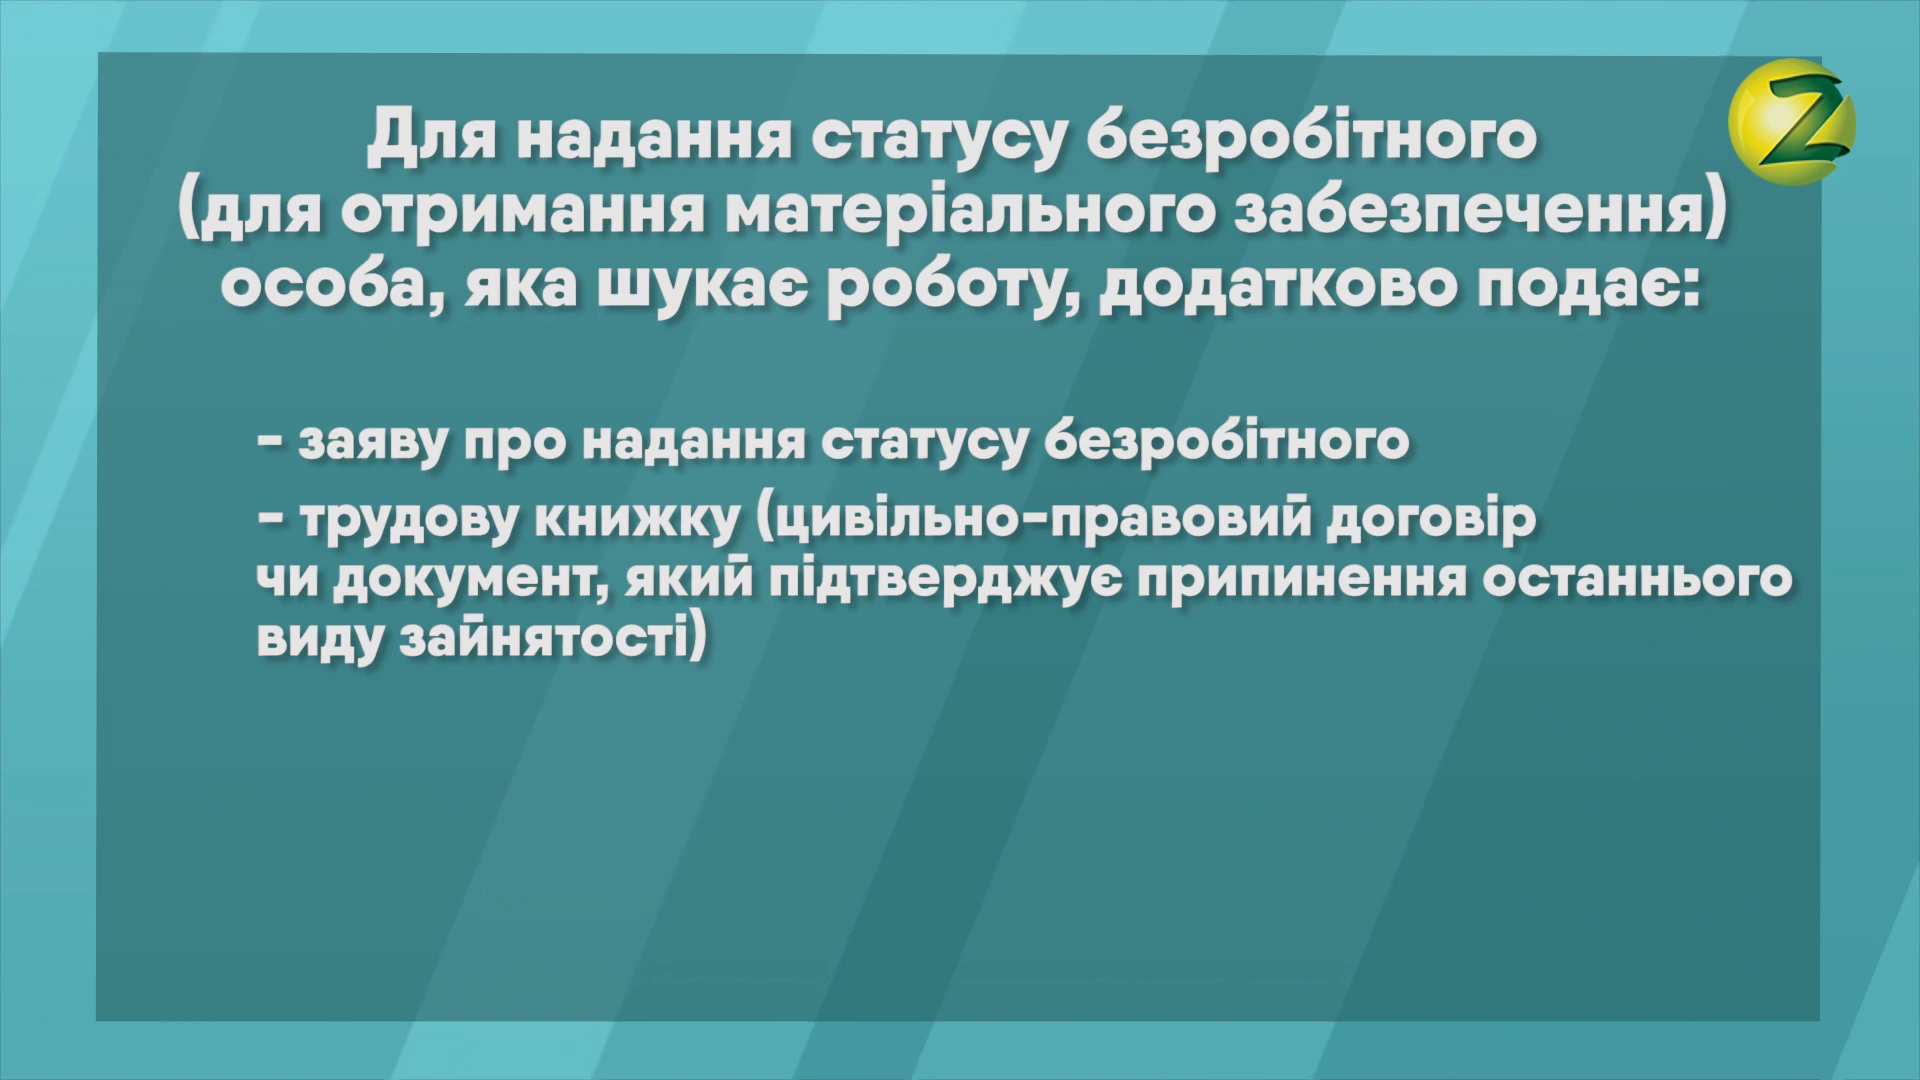 Для надання статусу безробітного
(для отримання матеріального забезпечення)
особа, яка шукає роботу, додатково подає:
- заяву про надання статусу безробітного
- трудову книжку (цивільно-правовий договір
чи документ, який підтверджує припинення останнього
виду зайнятості)
Z